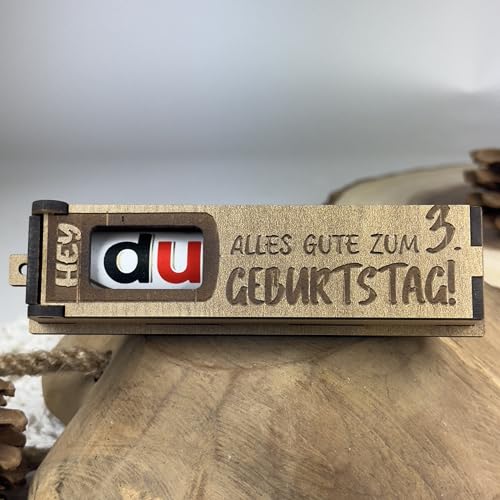 HEY
du
ALLES GUTE ZUM 3.
GEBURTSTAG!